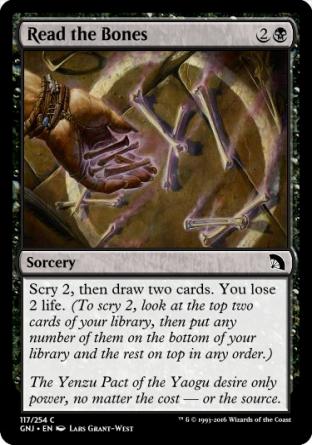 Read the Bones 2
Sorcery
Scry 2, then draw two cards. You lose
2 life. (To scry 2, look at the top two
cards of your library, then put any
number of them on the bottom of your
library and the rest on top in any order.)
The Yenzu Pact of the Yaogu desire only
power, no matter the cost — or the source.
117/254 C
GNJ • EN Lars Grant-West
™ & © 1993-2016 Wizards of the Coast